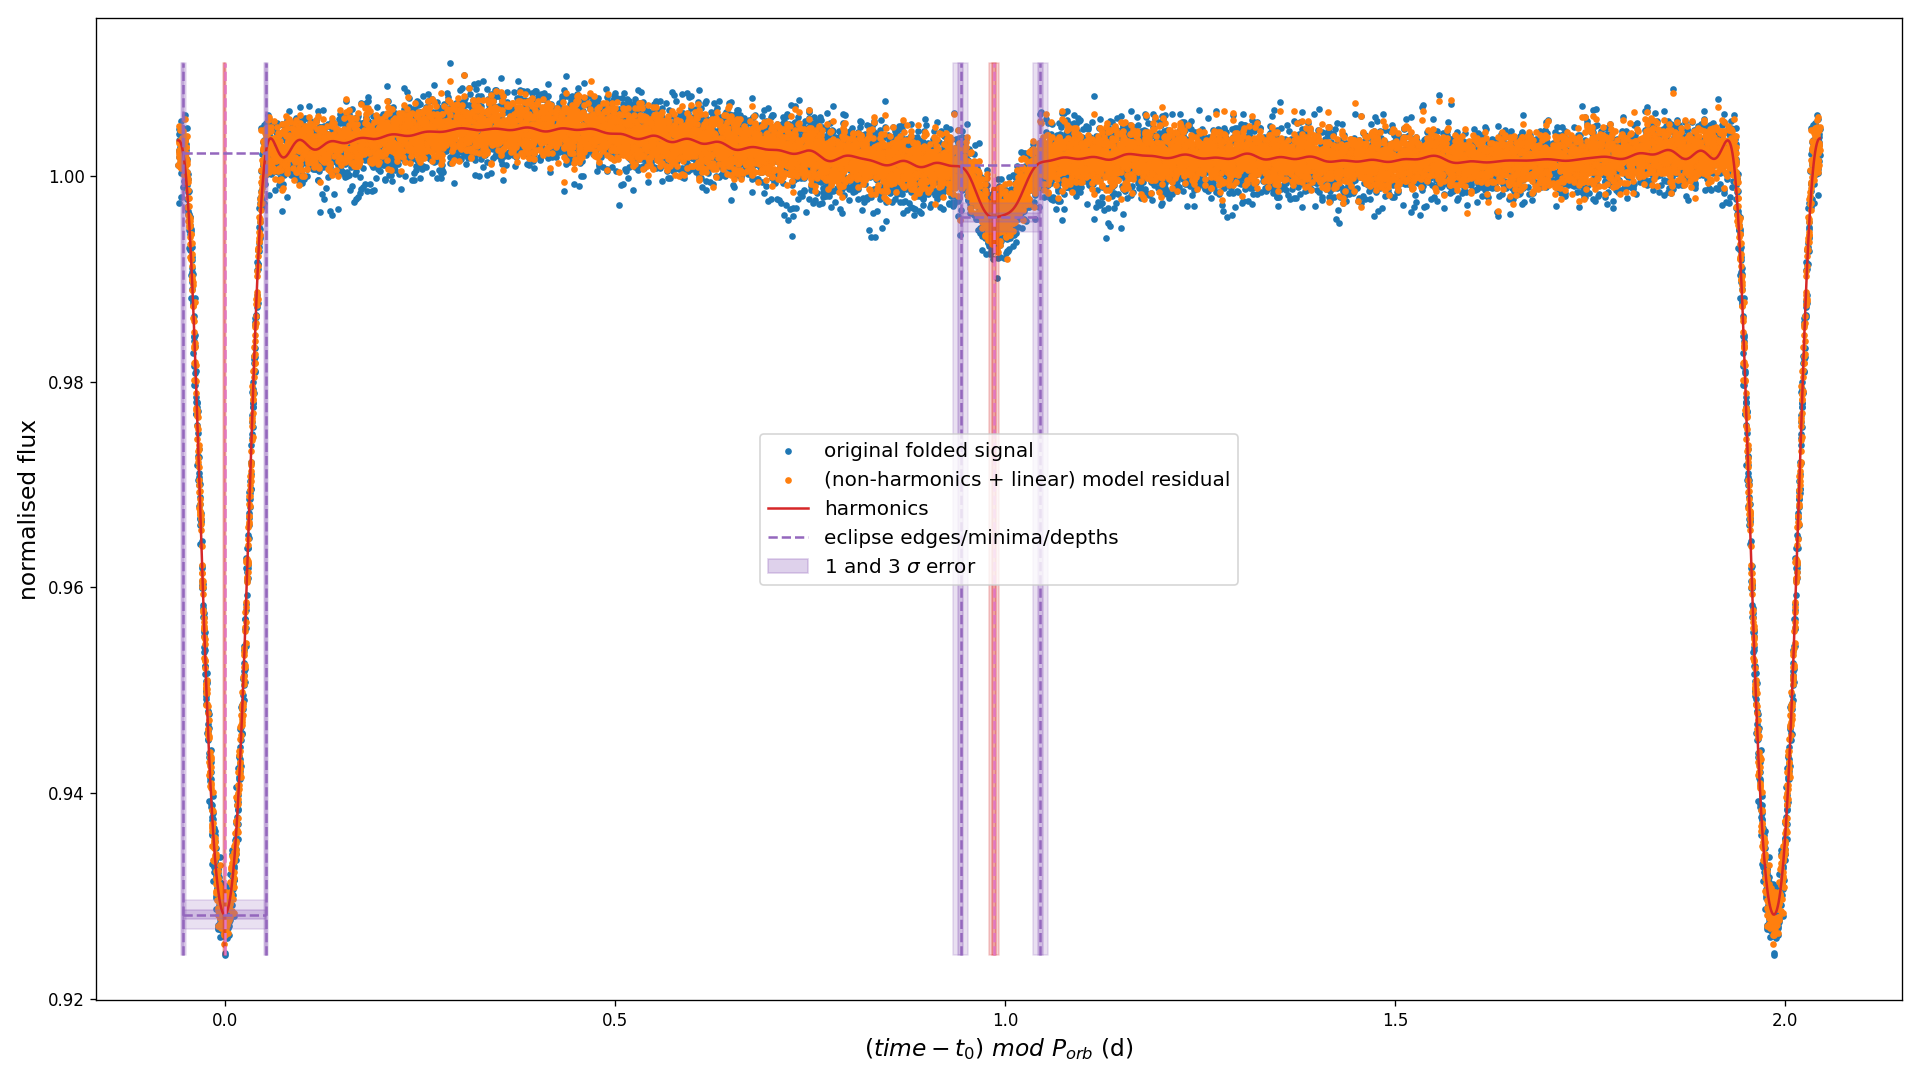 normalised flux
1.00
0.98
0.96
0.94
0.92
original folded signal
(non-harmonics + linear) model residual
harmonics
eclipse edges/minima/depths
1 and 3 σ error
0.0 0.5 1.0 1.5 2.0
(time − t₀) mod Pₒᵣb (d)